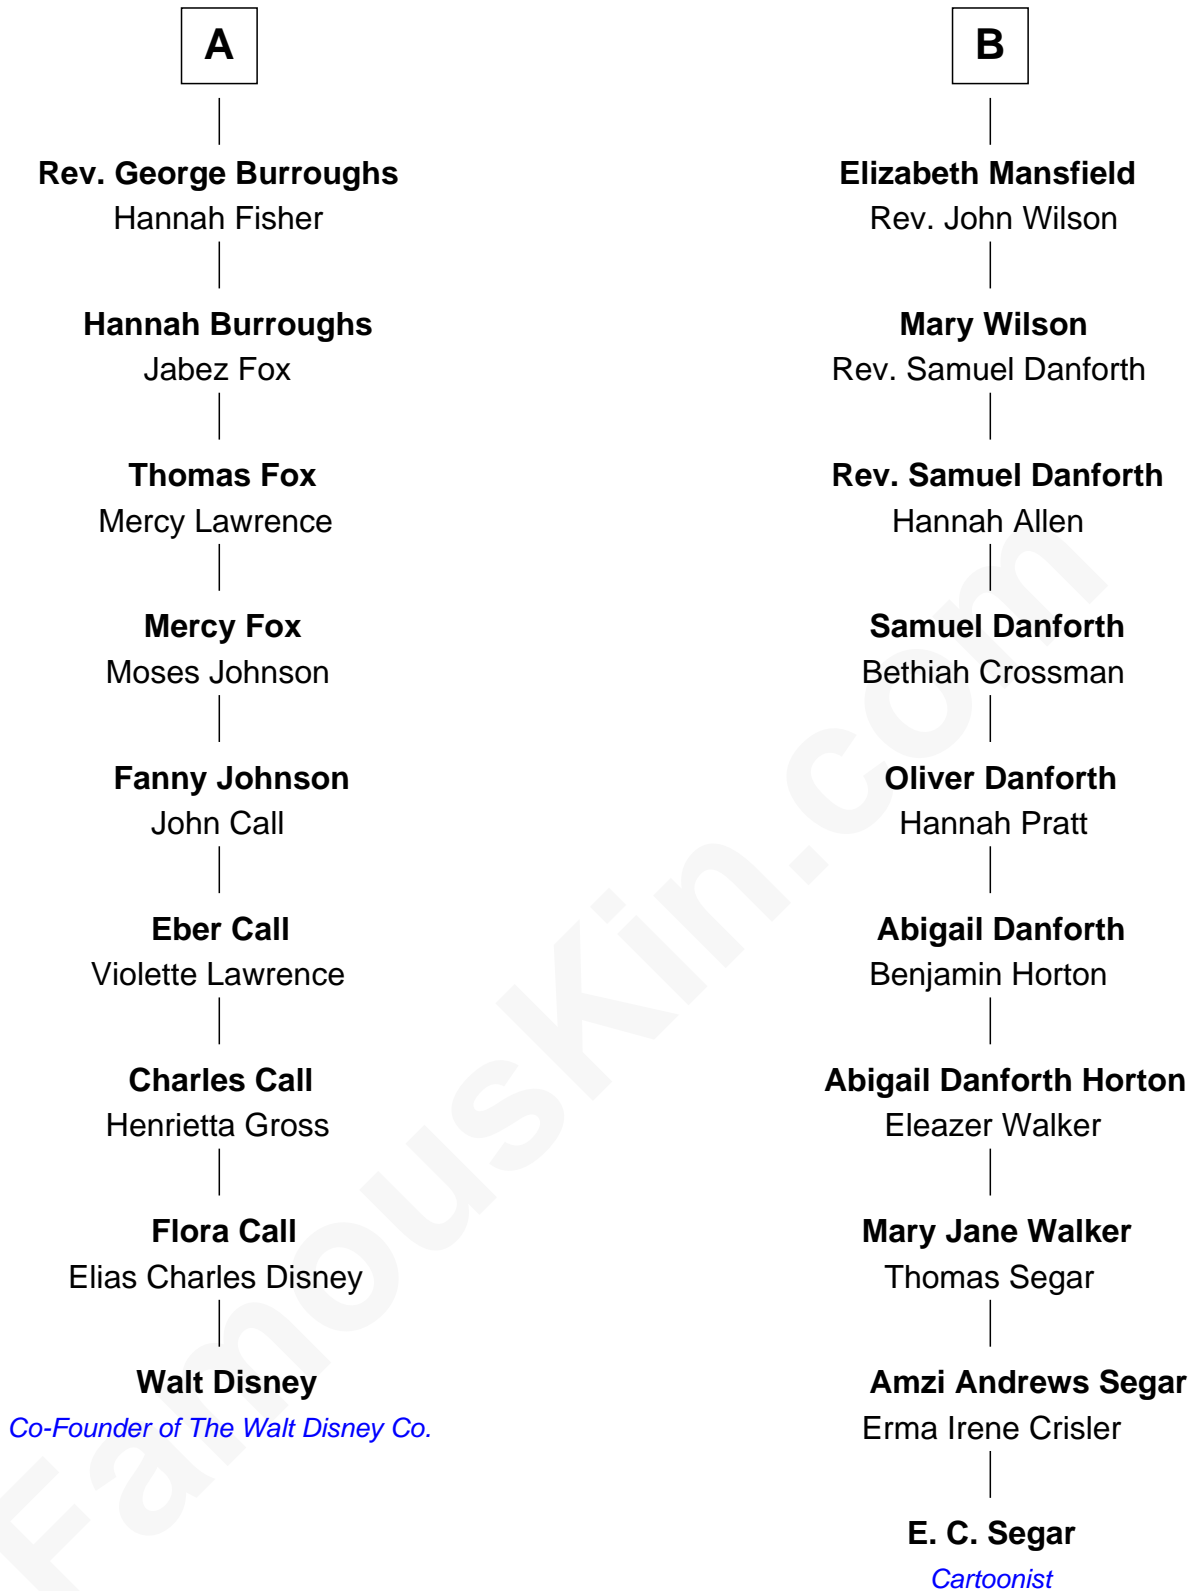 A
Rev. George Burroughs
Hannah Fisher
Hannah Burroughs
Jabez Fox
Thomas Fox
Mercy Lawrence
Mercy Fox
Moses Johnson
Fanny Johnson
John Call
Eber Call
Violette Lawrence
Charles Call
Henrietta Gross
Flora Call
Elias Charles Disney
Walt Disney
Co-Founder of The Walt Disney Co.
B
Elizabeth Mansfield
Rev. John Wilson
Mary Wilson
Rev. Samuel Danforth
Rev. Samuel Danforth
Hannah Allen
Samuel Danforth
Bethiah Crossman
Oliver Danforth
Hannah Pratt
Abigail Danforth
Benjamin Horton
Abigail Danforth Horton
Eleazer Walker
Mary Jane Walker
Thomas Segar
Amzi Andrews Segar
Erma Irene Crisler
E. C. Segar
Cartoonist
FamousKin.com